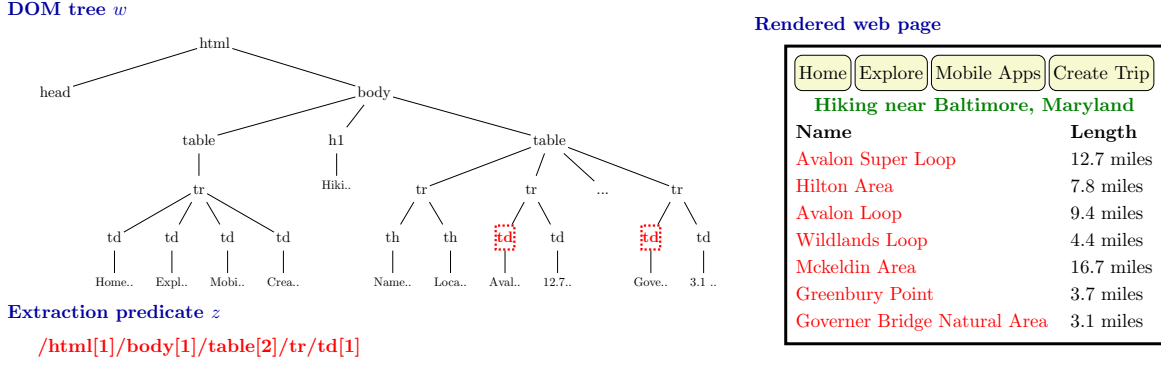 DOM tree w
html
head
body
table
h1
table
tr
Hiki..
tr
tr
...
tr
td
td
td
td
th
th
td
td
td
td
Home..
Expl..
Mobi..
Crea..
Name..
Loca..
Aval..
12.7..
Gove..
3.1 ..
Extraction predicate z
/html[1]/body[1]/table[2]/tr/td[1]
Rendered web page
Home Explore Mobile Apps Create Trip
Hiking near Baltimore, Maryland
Name Length
Avalon Super Loop 12.7 miles
Hilton Area 7.8 miles
Avalon Loop 9.4 miles
Wildlands Loop 4.4 miles
Mckeldin Area 16.7 miles
Greenbury Point 3.7 miles
Governer Bridge Natural Area 3.1 miles